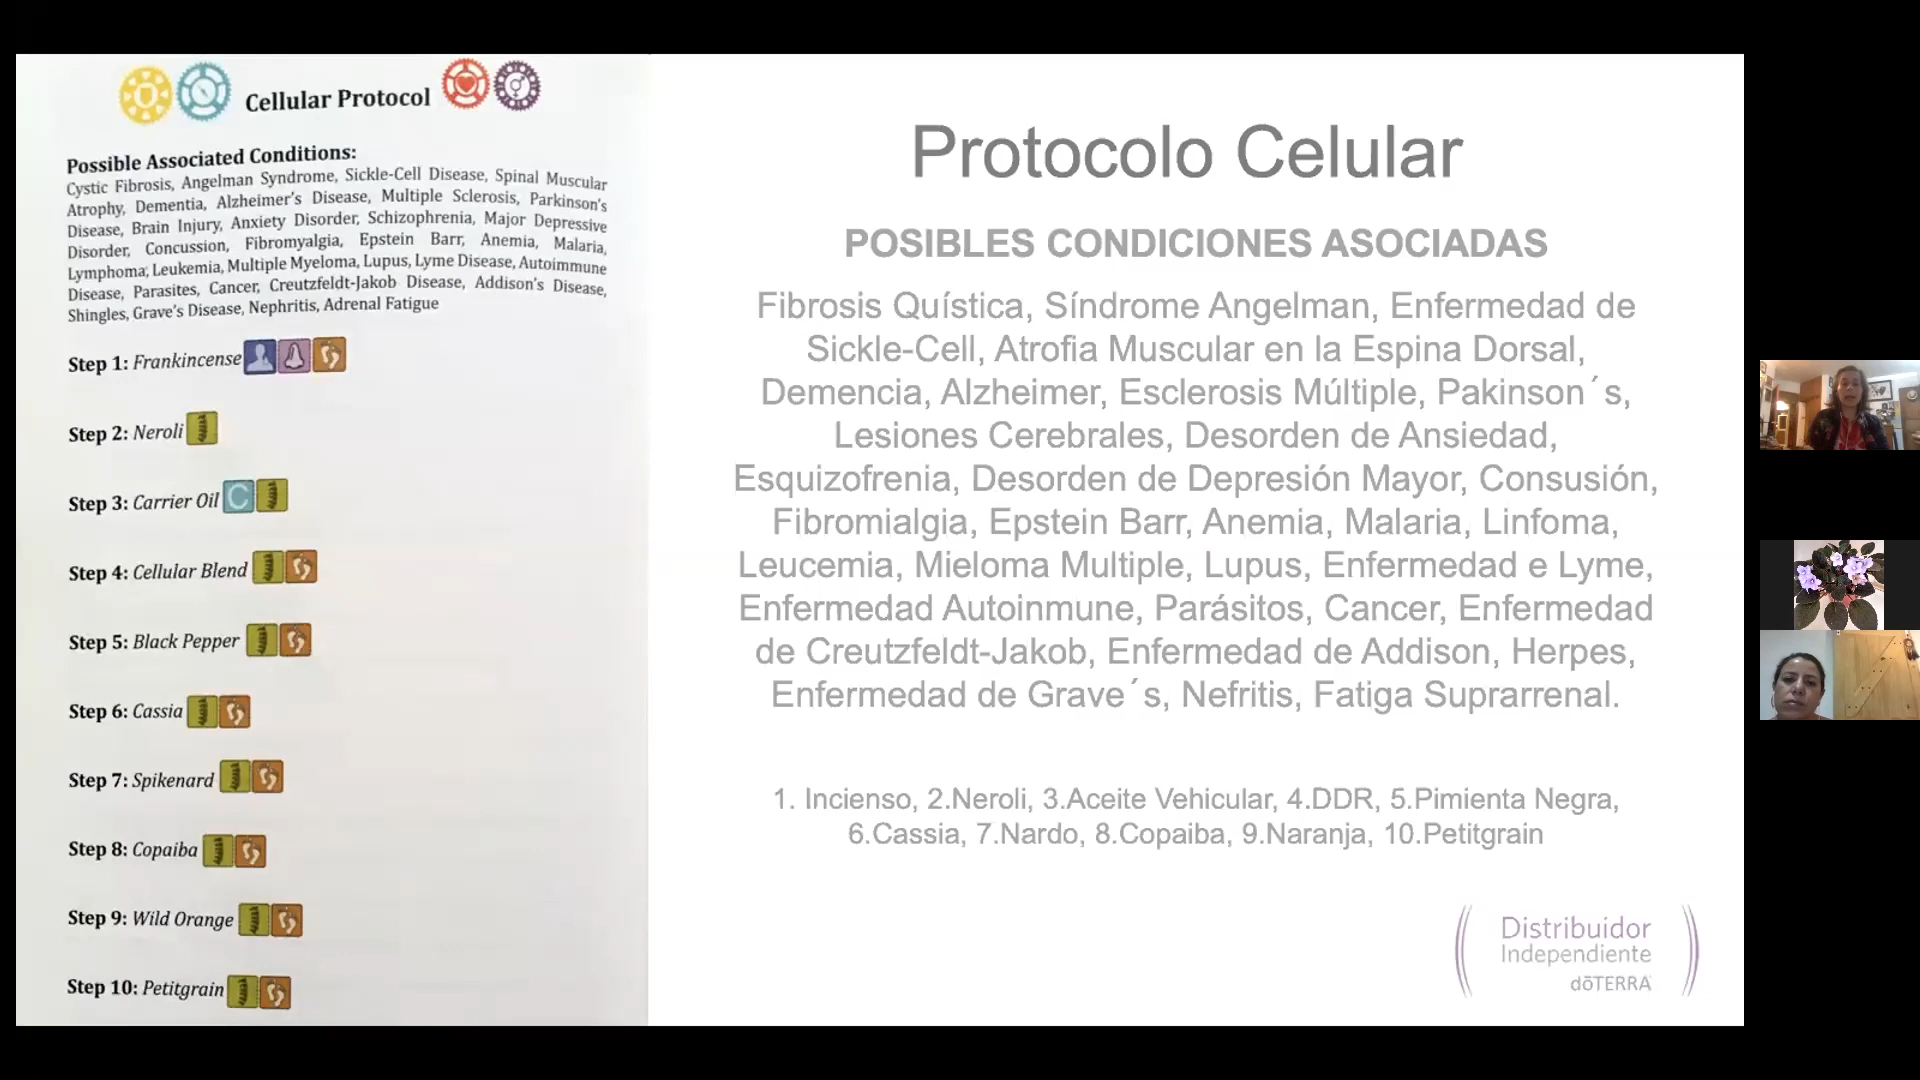 Cellular Protocol
Possible Associated Conditions:
Cystic Fibrosis, Angelman Syndrome, Sickle-Cell Disease, Spinal Muscular
Atrophy, Dementia, Alzheimer's Disease, Multiple Sclerosis, Parkinson's
Disease, Brain Injury, Anxiety Disorder, Schizophrenia, Major Depressive
Disorder, Concussion, Fibromyalgia, Epstein Barr, Anemia, Malaria,
Lymphoma, Leukemia, Multiple Myeloma, Lupus, Lyme Disease, Autoimmune
Disease, Parasites, Cancer, Creutzfeldt-Jakob Disease, Addison's Disease,
Shingles, Grave's Disease, Nephritis, Adrenal Fatigue
Step 1: Frankincense
Step 2: Neroli
Step 3: Carrier Oil C
Step 4: Cellular Blend
Step 5: Black Pepper
Step 6: Cassia
Step 7: Spikenard
Step 8: Copaiba
Step 9: Wild Orange
Step 10: Petitgrain
Protocolo Celular
POSIBLES CONDICIONES ASOCIADAS
Fibrosis Quística, Síndrome Angelman, Enfermedad de
Sickle-Cell, Atrofia Muscular en la Espina Dorsal,
Demencia, Alzheimer, Esclerosis Múltiple, Pakinson´s,
Lesiones Cerebrales, Desorden de Ansiedad,
Esquizofrenia, Desorden de Depresión Mayor, Consusión,
Fibromialgia, Epstein Barr, Anemia, Malaria, Linfoma,
Leucemia, Mieloma Multiple, Lupus, Enfermedad e Lyme,
Enfermedad Autoinmune, Parásitos, Cancer, Enfermedad
de Creutzfeldt-Jakob, Enfermedad de Addison, Herpes,
Enfermedad de Grave´s, Nefritis, Fatiga Suprarrenal.
1. Incienso, 2.Neroli, 3.Aceite Vehicular, 4.DDR, 5.Pimienta Negra,
6.Cassia, 7.Nardo, 8.Copaiba, 9.Naranja, 10.Petitgrain
Distribuidor
Independiente
dōTERRA